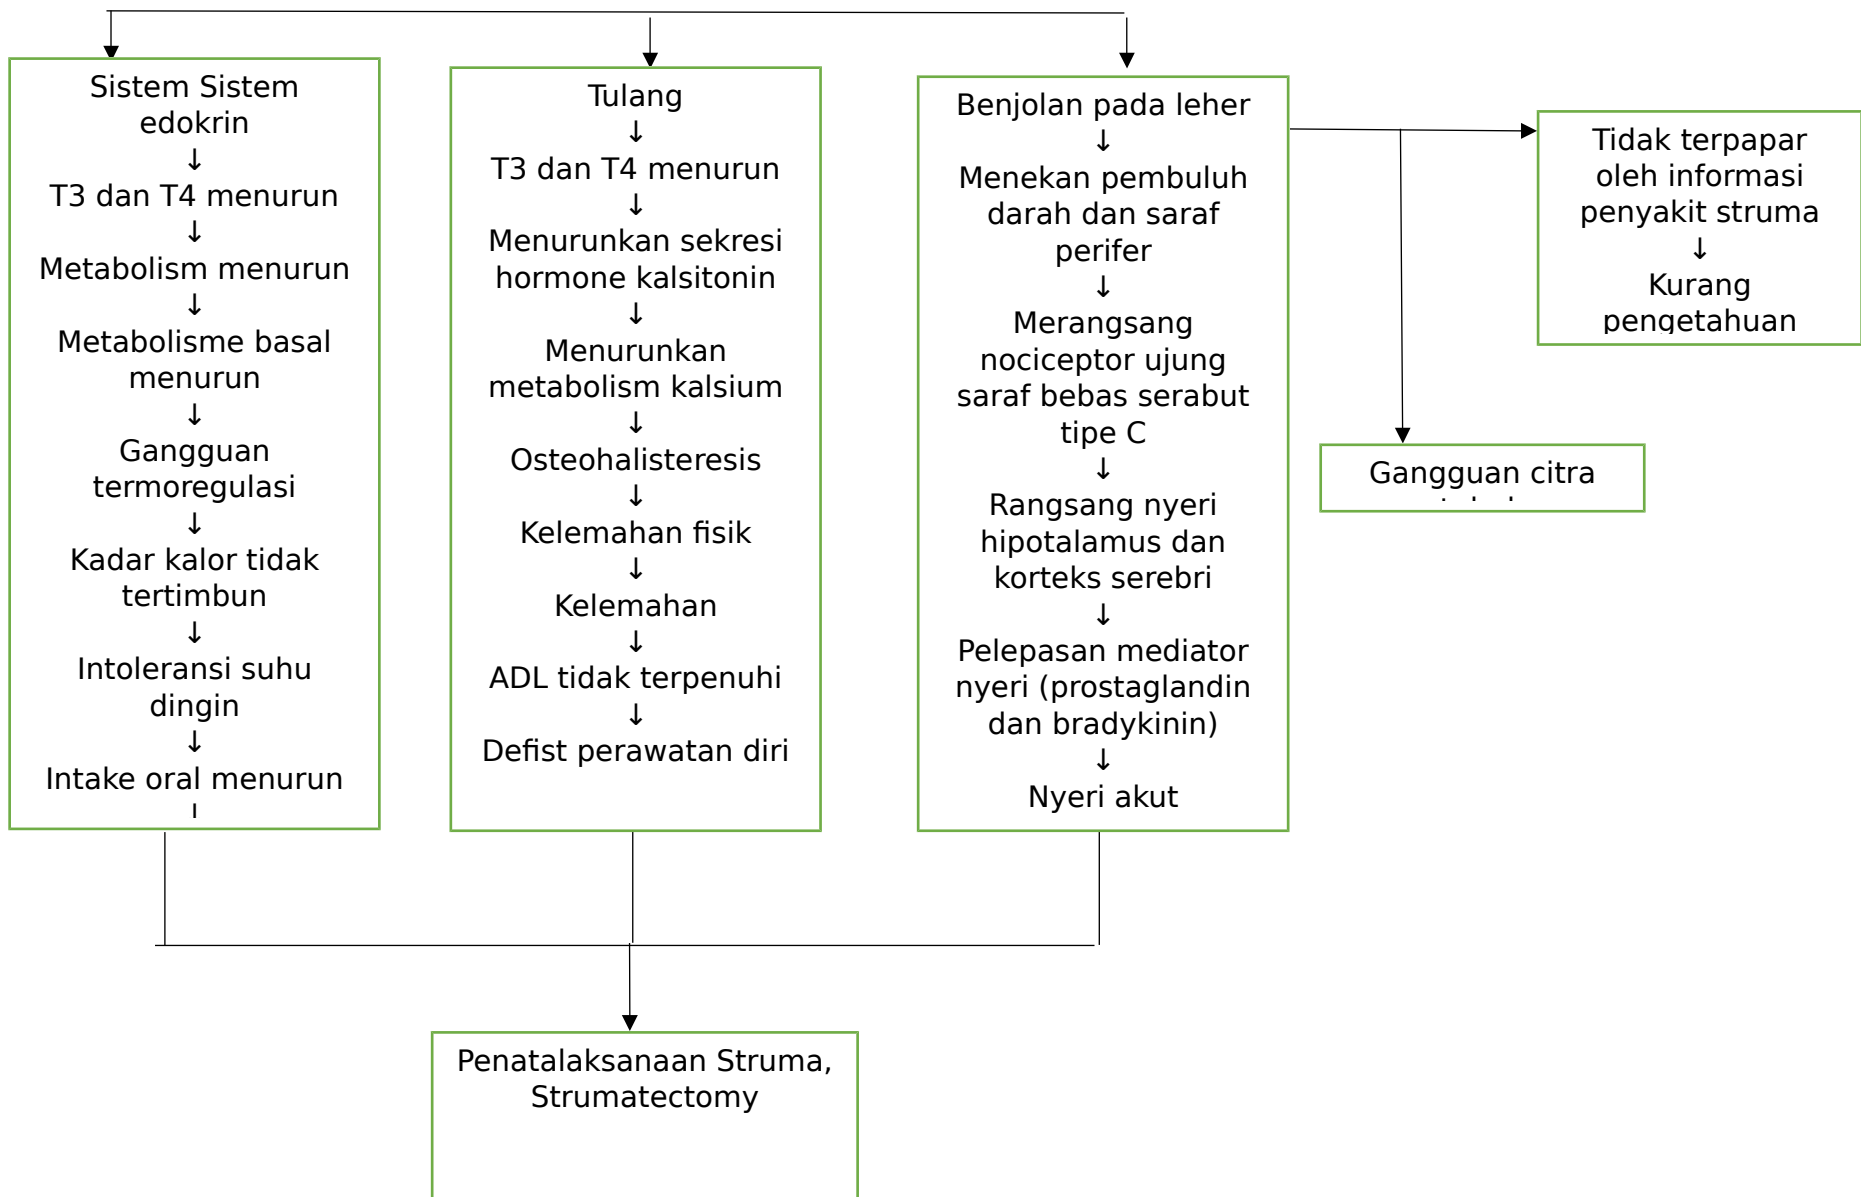 Sistem Sistem
edokrin
↓
T3 dan T4 menurun
↓
Metabolism menurun
↓
Metabolisme basal
menurun
↓
Gangguan
termoregulasi
↓
Kadar kalor tidak
tertimbun
↓
Intoleransi suhu
dingin
↓
Intake oral menurun
Tulang
↓
T3 dan T4 menurun
↓
Menurunkan sekresi
hormone kalsitonin
↓
Menurunkan
metabolism kalsium
↓
Osteohalisteresis
↓
Kelemahan fisik
↓
Kelemahan
↓
ADL tidak terpenuhi
↓
Defist perawatan diri
Benjolan pada leher
↓
Menekan pembuluh
darah dan saraf
perifer
↓
Merangsang
nociceptor ujung
saraf bebas serabut
tipe C
↓
Rangsang nyeri
hipotalamus dan
korteks serebri
↓
Pelepasan mediator
nyeri (prostaglandin
dan bradykinin)
↓
Nyeri akut
Tidak terpapar
oleh informasi
penyakit struma
↓
Kurang
pengetahuan
Gangguan citra
Penatalaksanaan Struma,
Strumatectomy